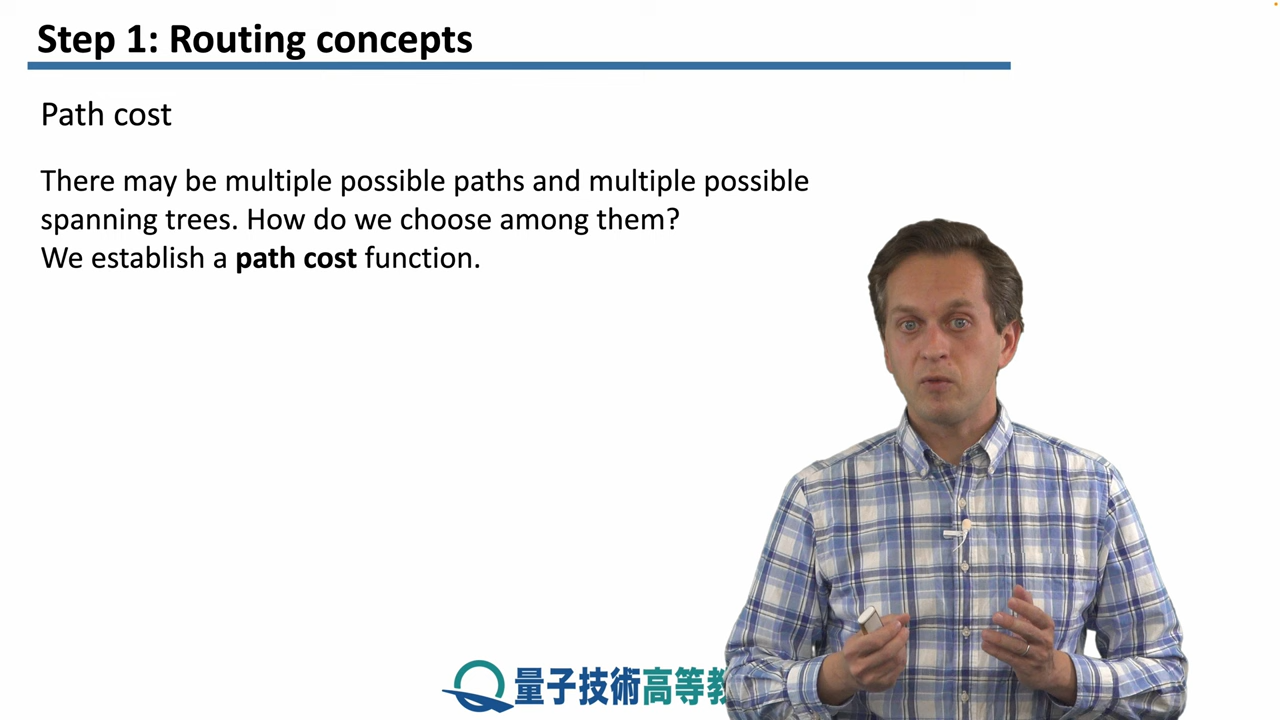 Step 1: Routing concepts
Path cost
There may be multiple possible paths and multiple possible
spanning trees. How do we choose among them?
We establish a path cost function.
量子技術高等教